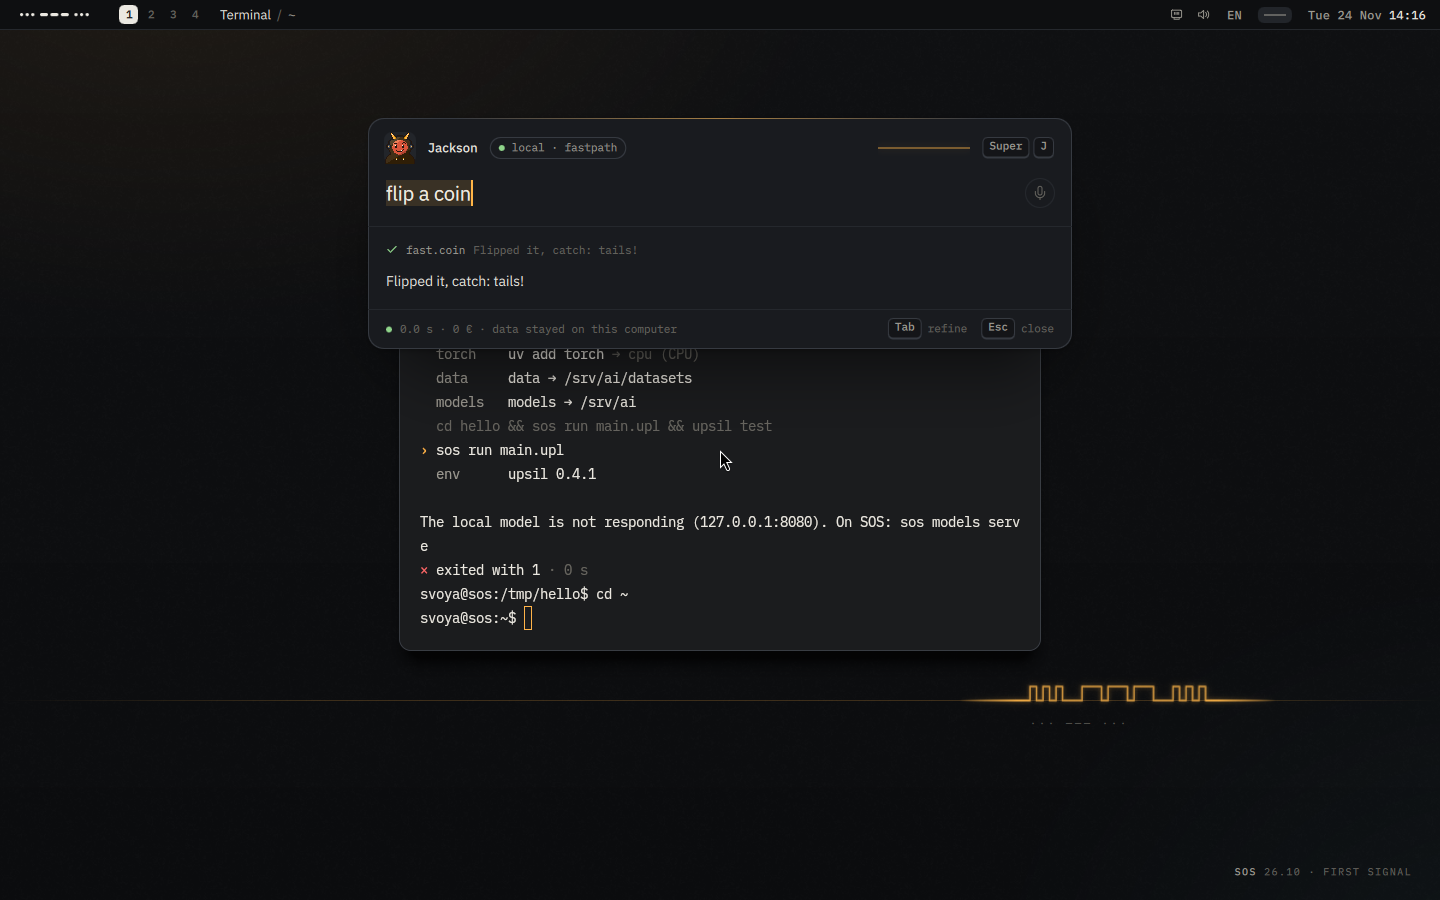 1 2 3 4 Terminal / ~ EN Tue 24 Nov 14:16
Jackson local · fastpath Super J
flip a coin
fast.coin Flipped it, catch: tails!
Flipped it, catch: tails!
0.0 s · 0 € · data stayed on this computer Tab refine Esc close
torch uv add torch → cpu (CPU)
data data → /srv/ai/datasets
models models → /srv/ai
cd hello && sos run main.upl && upsil test
› sos run main.upl
env upsil 0.4.1
The local model is not responding (127.0.0.1:8080). On SOS: sos models serv
e
× exited with 1 · 0 s
svoya@sos:/tmp/hello$ cd ~
svoya@sos:~$
··· ––– ···
SOS 26.10 · FIRST SIGNAL